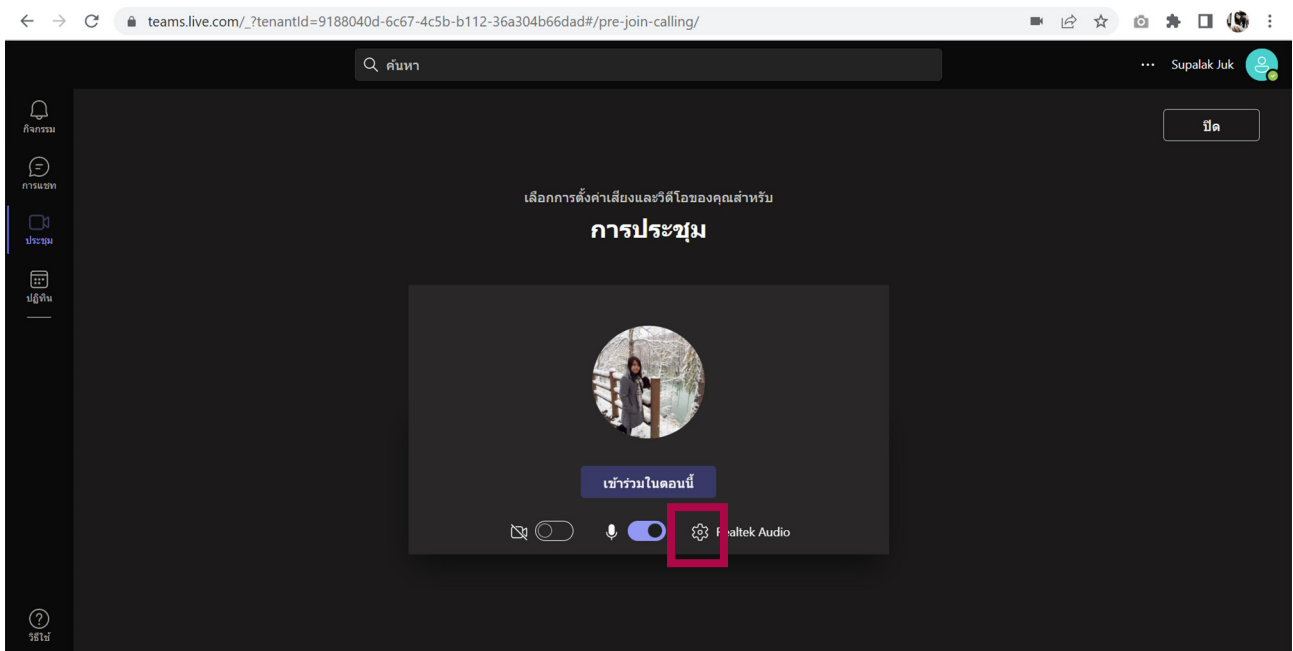 teams.live.com/_?tenantId=9188040d-6c67-4c5b-b112-36a304b66dad#/pre-join-calling/
ค้นหา
Supalak Juk
กิจกรรม
ปิด
การแชท
เลือกการตั้งค่าเสียงและวิดีโอของคุณสำหรับ
การประชุม
ประชุม
ปฏิทิน
เข้าร่วมในตอนนี้
Realtek Audio
วิธีใช้